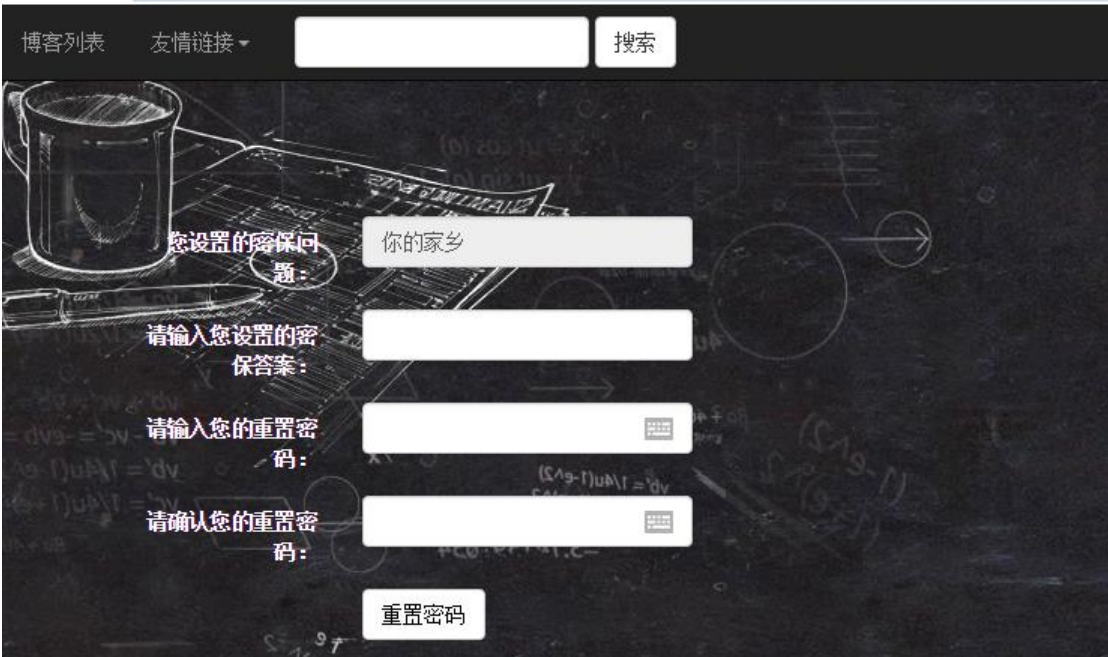 博客列表 友情链接 搜索
您设置的密保问
题：
你的家乡
请输入您设置的密
保答案：
请输入您的重置密
码：
请确认您的重置密
码：
重置密码